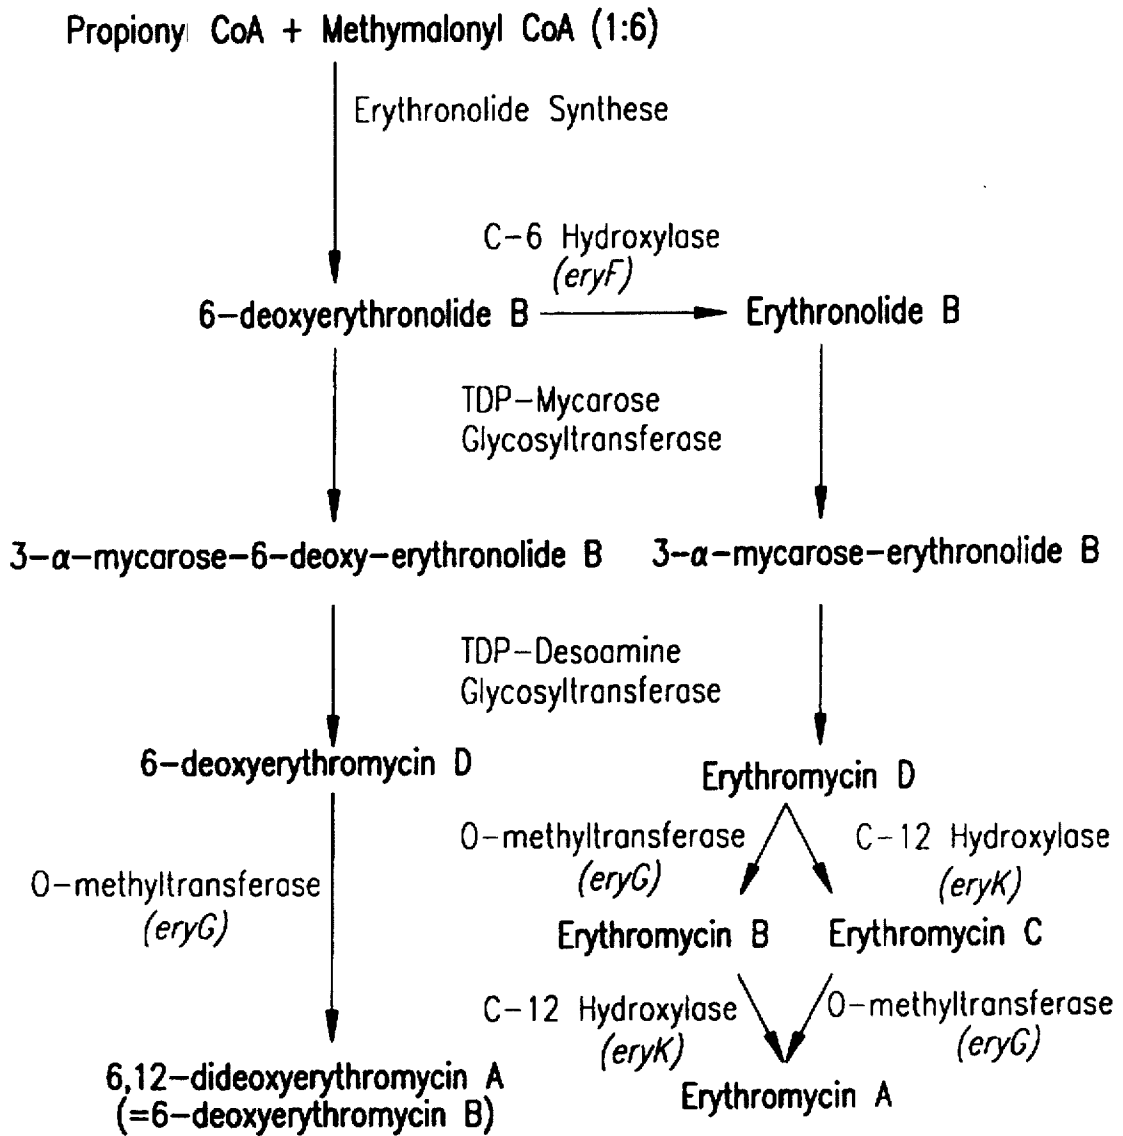 Propiony CoA + Methymalonyl CoA (1:6)
Erythronolide Synthese
C-6 Hydroxylase
(eryF)
6-deoxyerythronolide B
Erythronolide B
TDP-Mycarose
Glycosyltransferase
3-α-mycarose-6-deoxy-erythronolide B
3-α-mycarose-erythronolide B
TDP-Desoamine
Glycosyltransferase
6-deoxyerythromycin D
Erythromycin D
O-methyltransferase
(eryG)
C-12 Hydroxylase
(eryK)
O-methyltransferase
(eryG)
Erythromycin B
Erythromycin C
C-12 Hydroxylase
(eryK)
O-methyltransferase
(eryG)
6,12-dideoxyerythromycin A
(=6-deoxyerythromycin B)
Erythromycin A